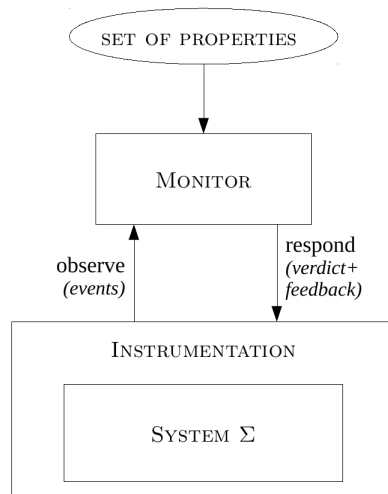 SET OF PROPERTIES
MONITOR
observe
(events)
respond
(verdict+
feedback)
INSTRUMENTATION
SYSTEM Σ